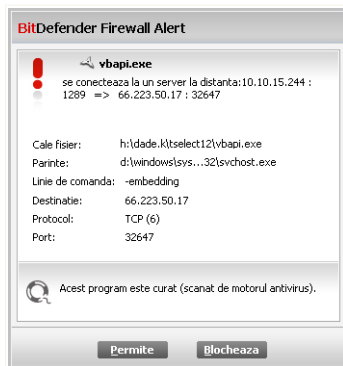 BitDefender Firewall Alert
vbapi.exe
se conecteaza la un server la distanta:10.10.15.244 :
1289 => 66.223.50.17 : 32647
Cale fisier: h:\dade.k\tselect12\vbapi.exe
Parinte: d:\windows\sys...32\svchost.exe
Linie de comanda: -embedding
Destinatie: 66.223.50.17
Protocol: TCP (6)
Port: 32647
Acest program este curat (scanat de motorul antivirus).
Permite Blocheaza